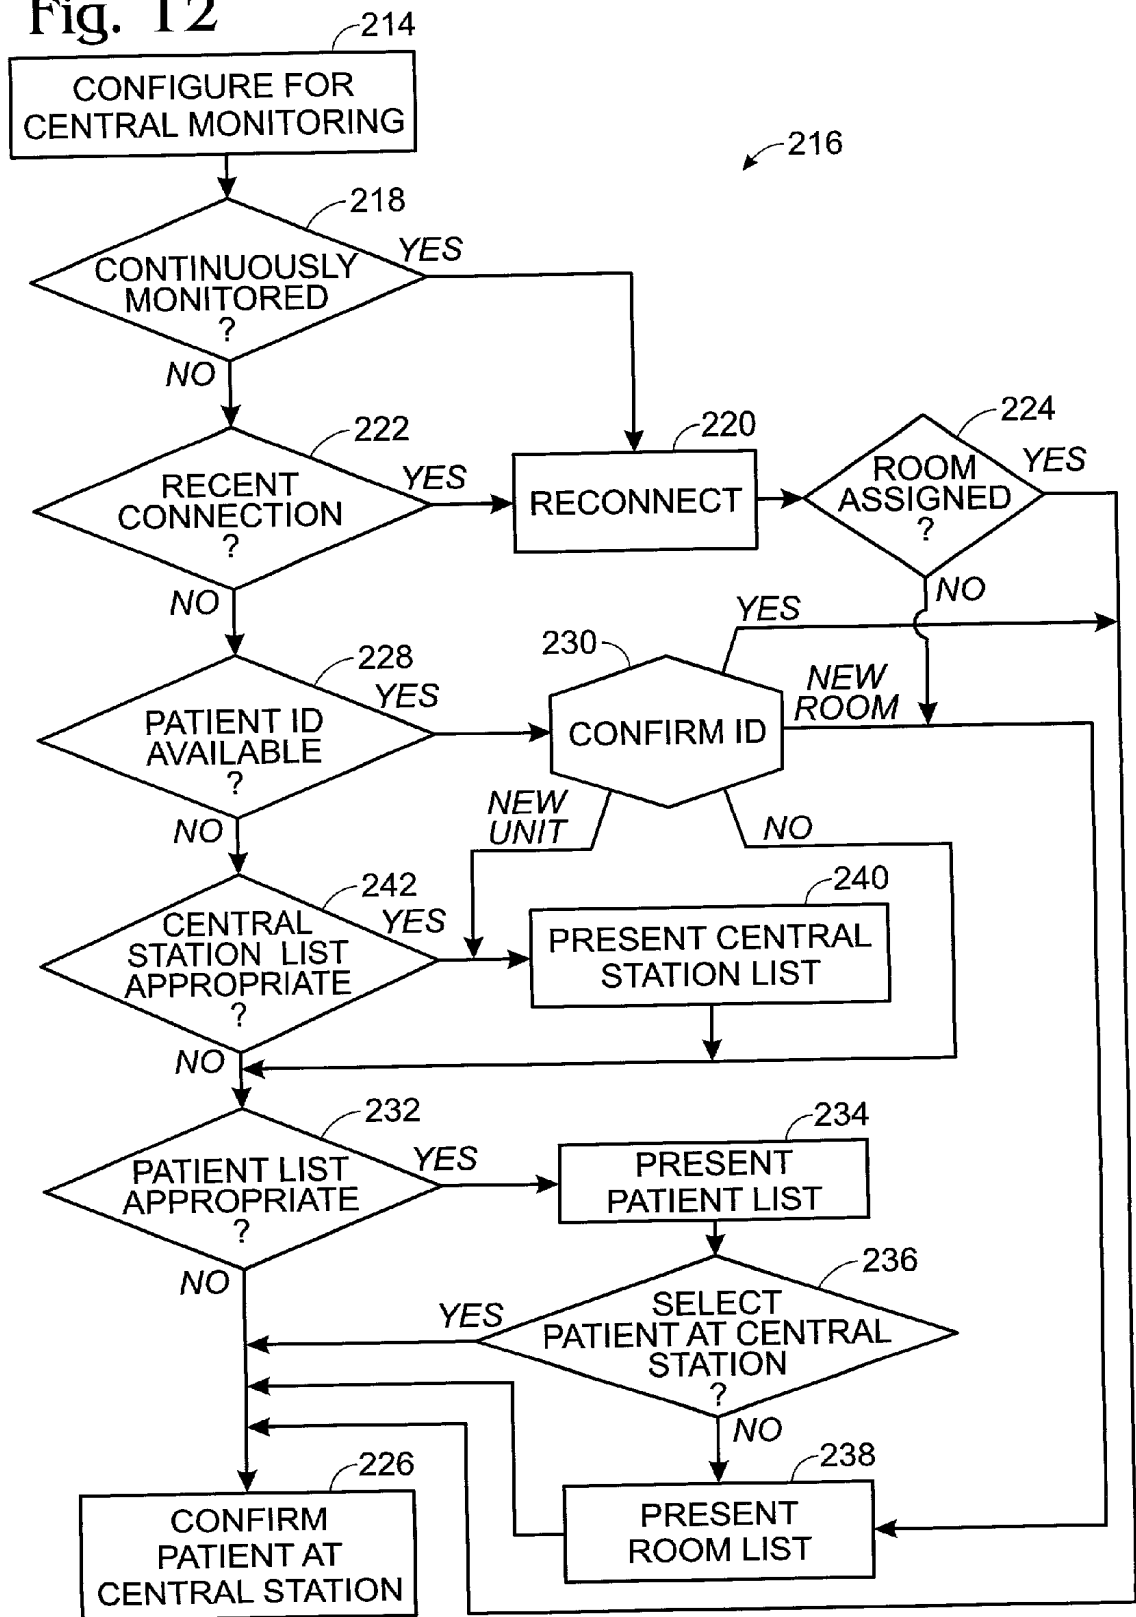 Fig. 12
214
CONFIGURE FOR
CENTRAL MONITORING
216
218
CONTINUOUSLY
MONITORED
?
YES
NO
222
RECENT
CONNECTION
?
YES
NO
220
RECONNECT
224
ROOM
ASSIGNED
?
YES
NO
228
PATIENT ID
AVAILABLE
?
YES
NO
230
CONFIRM ID
YES
NEW
ROOM
NEW
UNIT
NO
242
CENTRAL
STATION LIST
APPROPRIATE
?
YES
NO
240
PRESENT CENTRAL
STATION LIST
232
PATIENT LIST
APPROPRIATE
?
YES
NO
234
PRESENT
PATIENT LIST
236
SELECT
PATIENT AT CENTRAL
STATION
?
YES
NO
238
PRESENT
ROOM LIST
226
CONFIRM
PATIENT AT
CENTRAL STATION